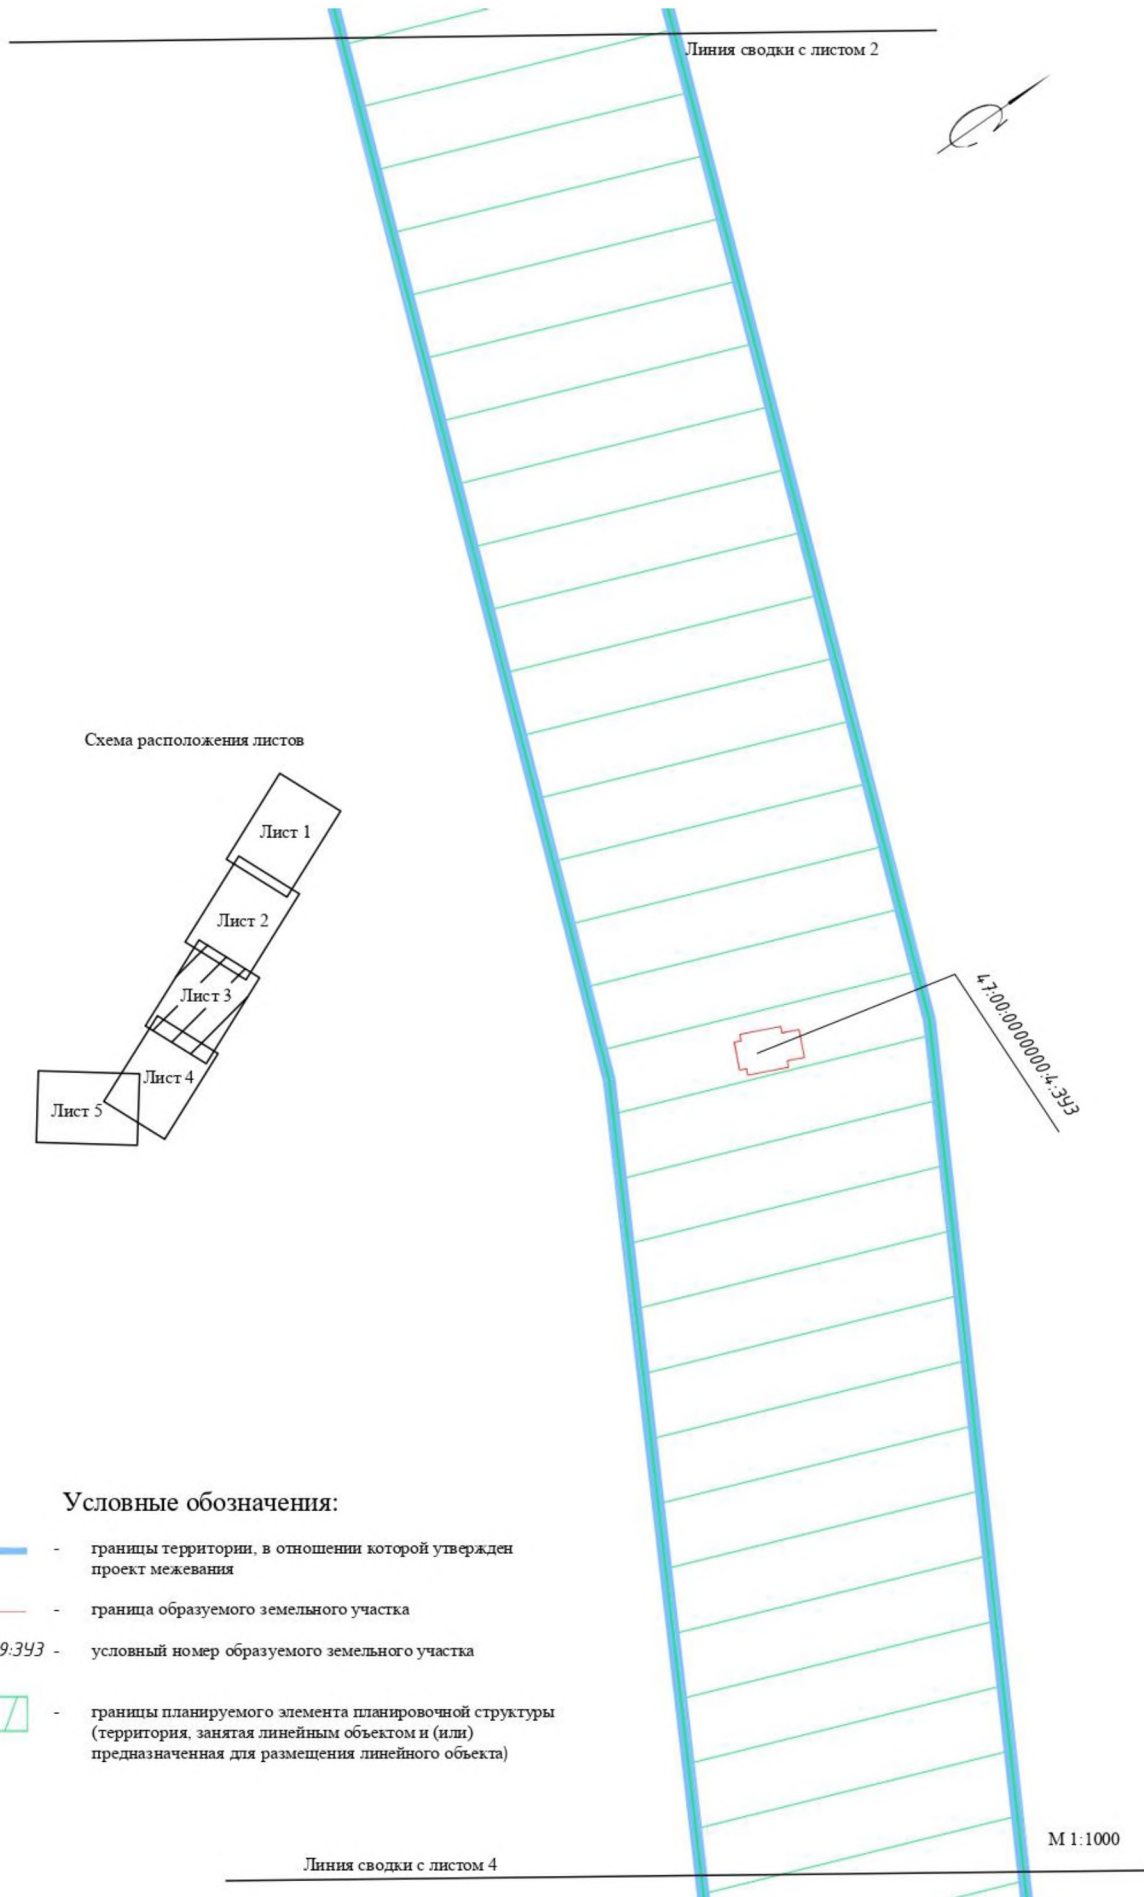 Линия сводки с листом 2
Схема расположения листов
Лист 1
Лист 2
Лист 3
Лист 4
Лист 5
47:00:0000000:4:ЗУ3
Условные обозначения:
- границы территории, в отношении которой утвержден
проект межевания
- граница образуемого земельного участка
9:ЗУ3 - условный номер образуемого земельного участка
- границы планируемого элемента планировочной структуры
(территория, занятая линейным объектом и (или)
предназначенная для размещения линейного объекта)
М 1:1000
Линия сводки с листом 4